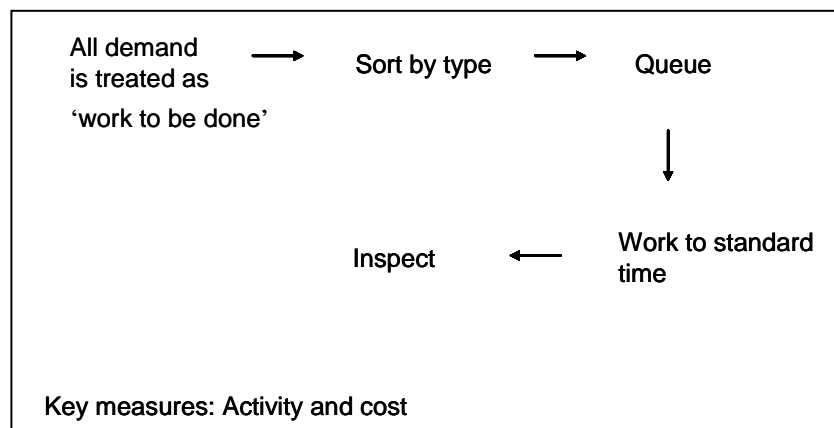 All demand
is treated as
‘work to be done’
Sort by type
Queue
Work to standard
time
Inspect
Key measures: Activity and cost